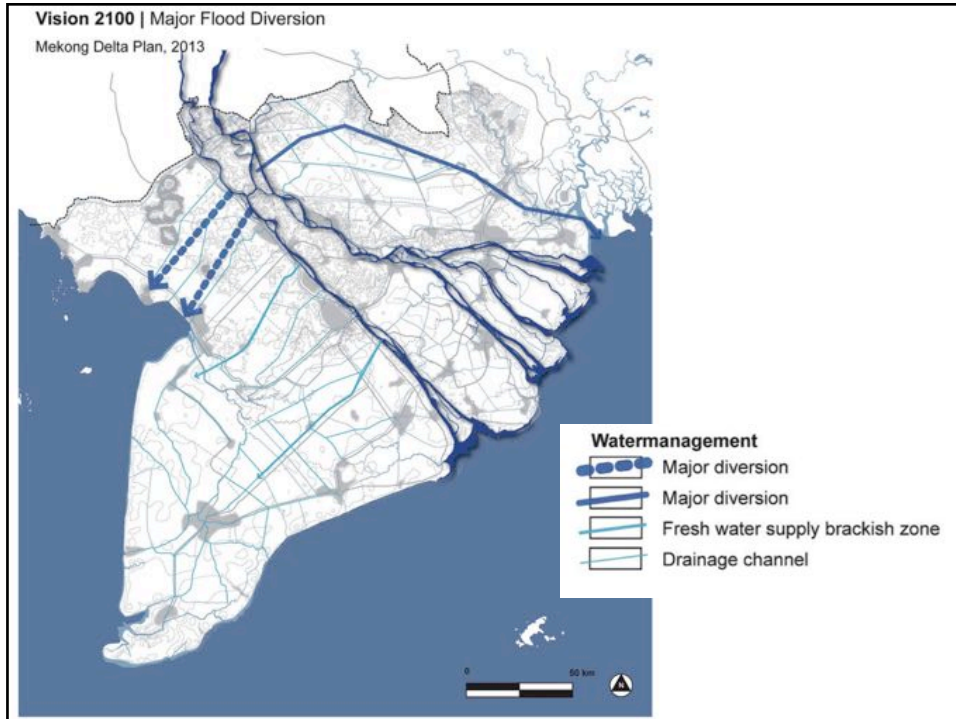 Vision 2100 | Major Flood Diversion
Mekong Delta Plan, 2013
Watermanagement
Major diversion
Major diversion
Fresh water supply brackish zone
Drainage channel
0 50 km
N